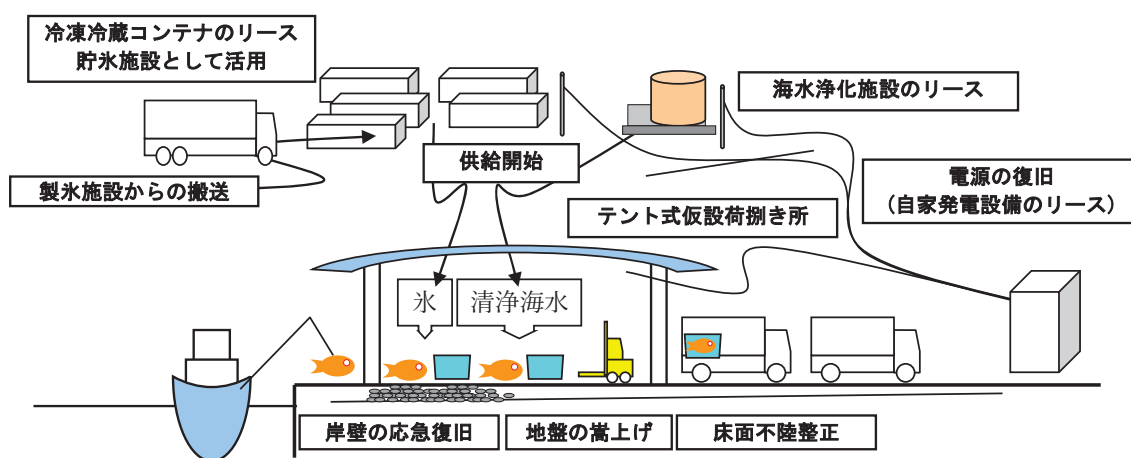 冷凍冷蔵コンテナのリース
貯氷施設として活用
海水浄化施設のリース
供給開始
製氷施設からの搬送
電源の復旧
（自家発電設備のリース）
テント式仮設荷捌き所
氷
清浄海水
岸壁の応急復旧
地盤の嵩上げ
床面不陸整正